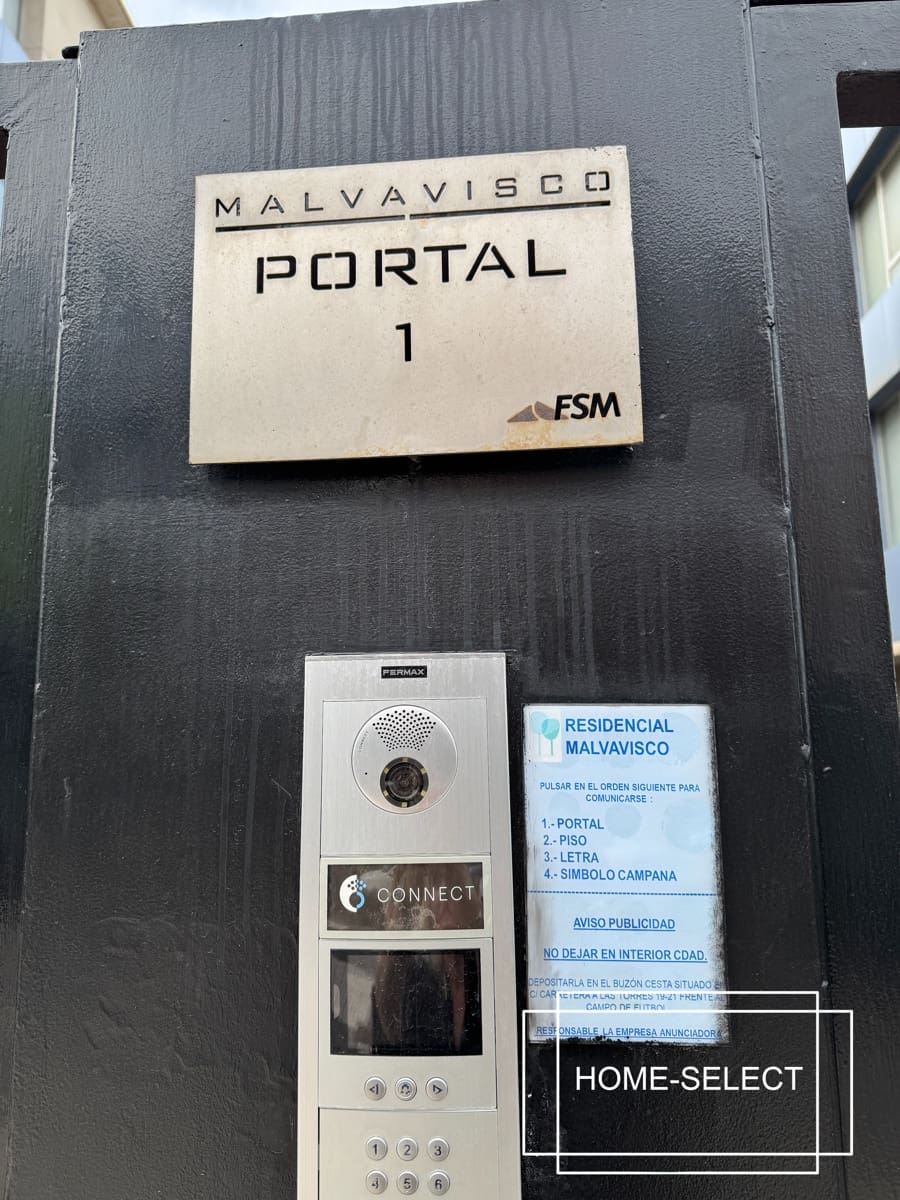 MALVAVISCO
PORTAL
1
FSM
FERMAX
RESIDENCIAL
MALVAVISCO
PULSAR EN EL ORDEN SIGUIENTE PARA
COMUNICARSE :
1.- PORTAL
2.- PISO
3.- LETRA
4.- SIMBOLO CAMPANA
CONNECT
AVISO PUBLICIDAD
NO DEJAR EN INTERIOR CDAD.
DEPOSITARLA EN EL BUZÓN CESTA SITUADO
C/ CARRETERA A LAS TORRES 19-21 FRENTE AL
CAMPO DE FUTBOL
RESPONSABLE LA EMPRESA ANUNCIADORA
HOME-SELECT
1 2 3
4 5 6